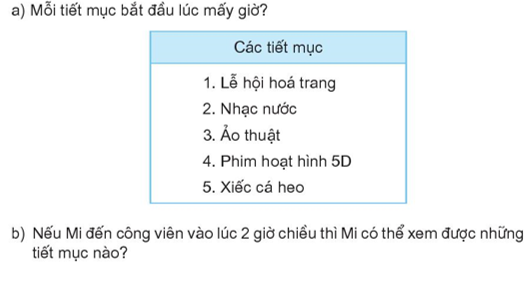 a) Mỗi tiết mục bắt đầu lúc mấy giờ?
Các tiết mục
1. Lễ hội hoá trang
2. Nhạc nước
3. Ảo thuật
4. Phim hoạt hình 5D
5. Xiếc cá heo
b) Nếu Mi đến công viên vào lúc 2 giờ chiều thì Mi có thể xem được những
tiết mục nào?